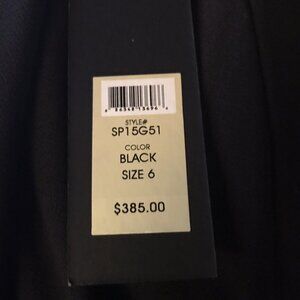 STYLE#
SP15G51
COLOR
BLACK
SIZE 6
$385.00